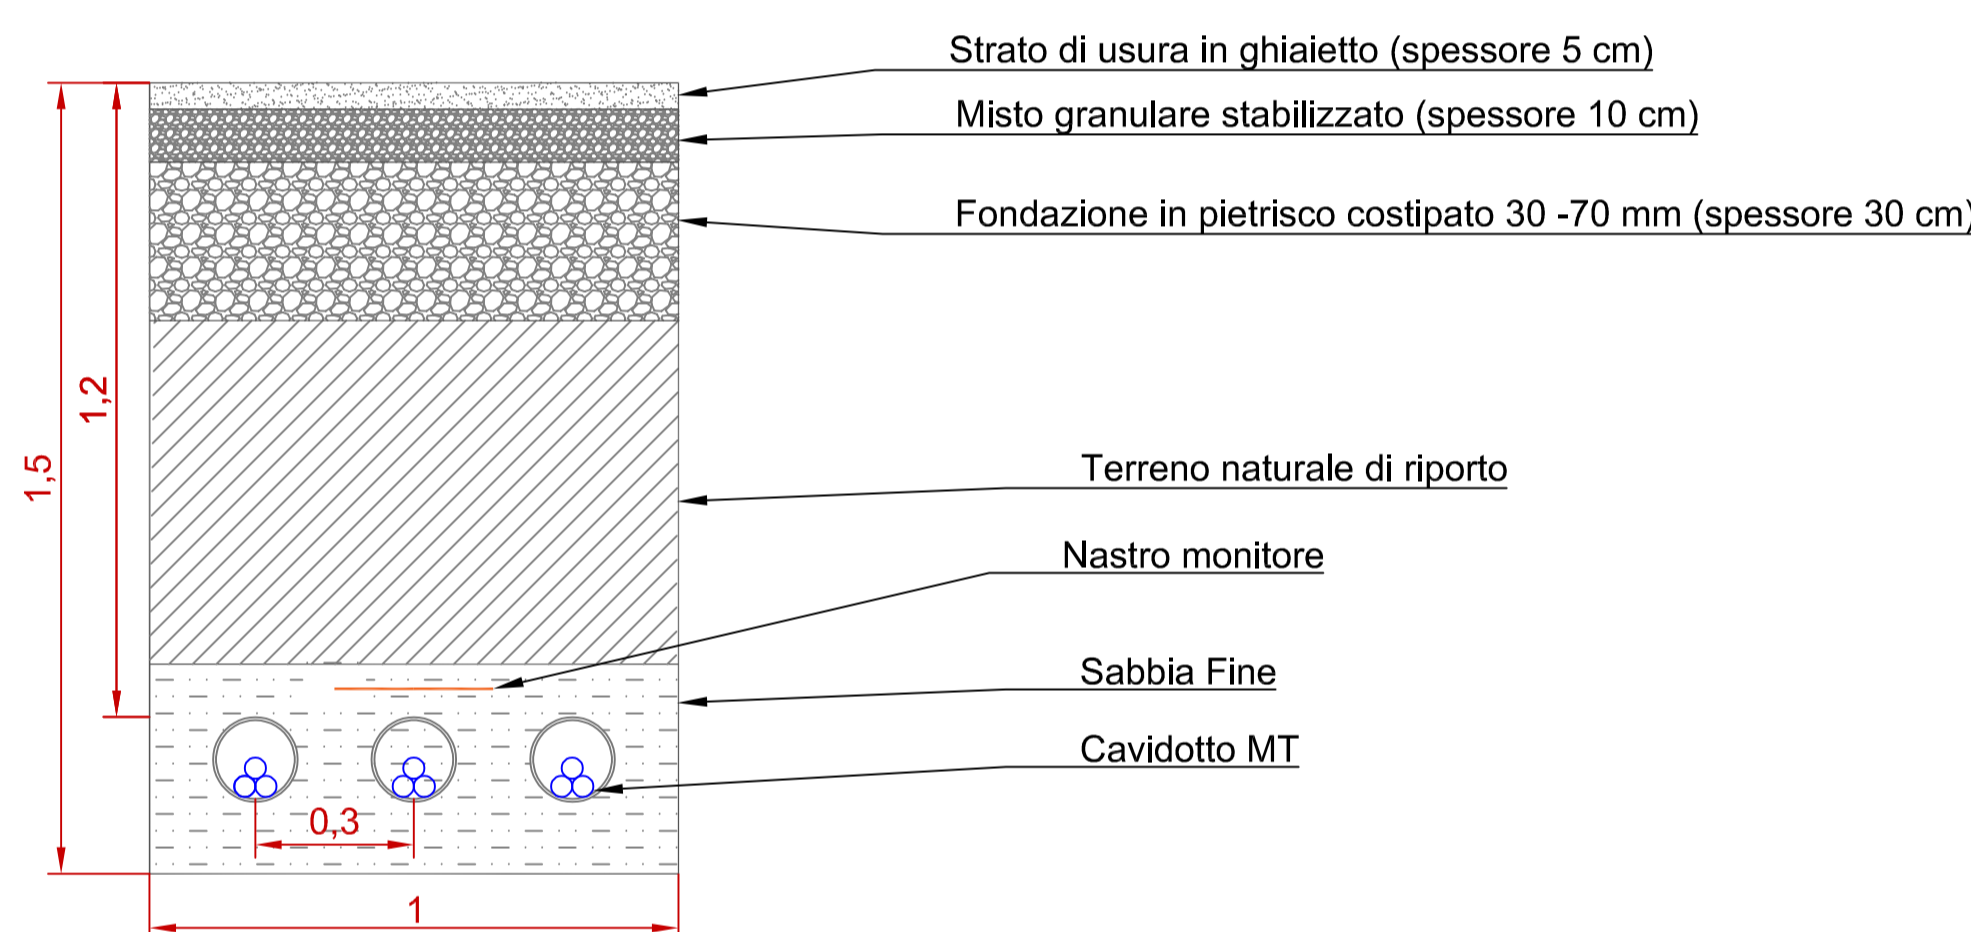 Strato di usura in ghiaietto (spessore 5 cm)
Misto granulare stabilizzato (spessore 10 cm)
Fondazione in pietrisco costipato 30 -70 mm (spessore 30 cm)
1,2
1,5
Terreno naturale di riporto
Nastro monitore
Sabbia Fine
Cavidotto MT
0,3
1